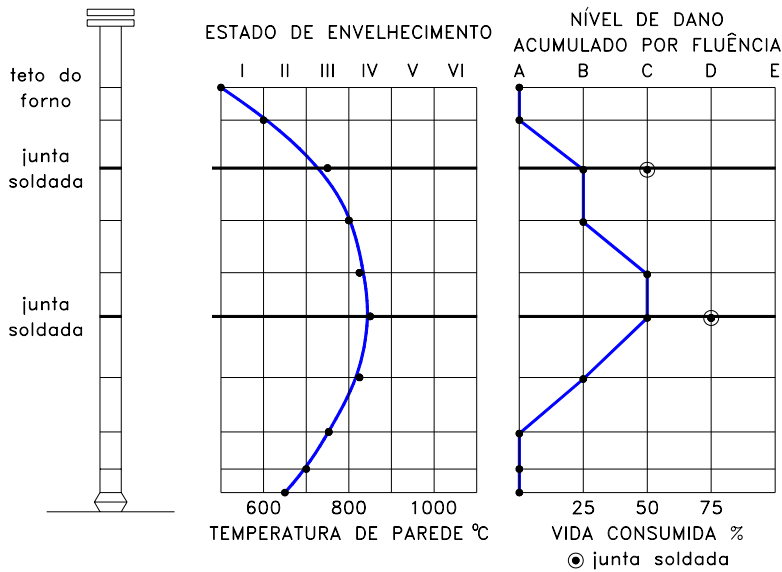 teto do
forno
junta
soldada
junta
soldada
ESTADO DE ENVELHECIMENTO
I II III IV V VI
600 800 1000
TEMPERATURA DE PAREDE ºC
NÍVEL DE DANO
ACUMULADO POR FLUÊNCIA
A B C D E
25 50 75
VIDA CONSUMIDA %
junta soldada